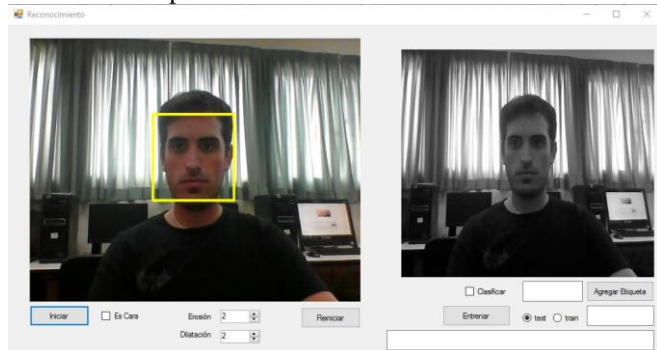 Reconocimiento
Clasificar
Agregar Etiqueta
Iniciar
Es Cara
Erosión 2
Reiniciar
Entrenar
test
train
Dilatación 2